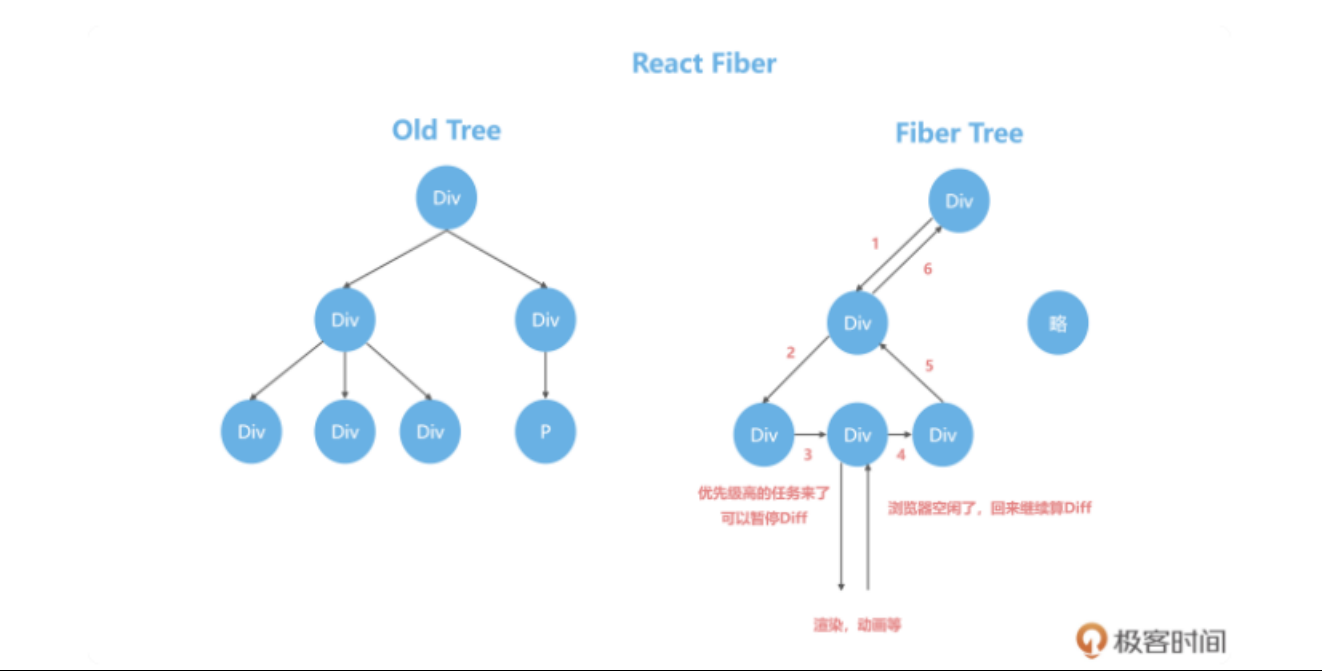 React Fiber
Old Tree
Fiber Tree
Div
Div
Div
Div
Div
Div
P
Div
1
6
Div
略
2
5
Div
Div
Div
3
4
优先级高的任务来了
可以暂停Diff
浏览器空闲了，回来继续算Diff
渲染，动画等
极客时间